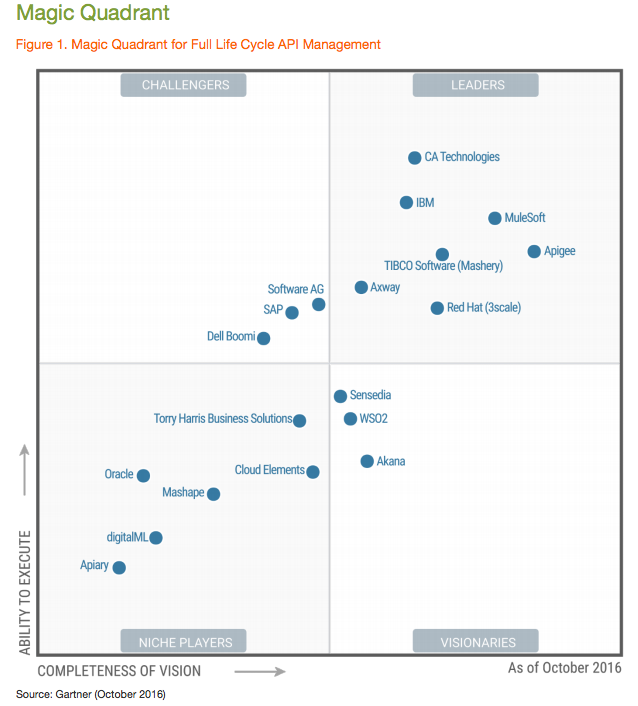 Magic Quadrant
Figure 1. Magic Quadrant for Full Life Cycle API Management
CHALLENGERS
LEADERS
CA Technologies
IBM
MuleSoft
Apigee
TIBCO Software (Mashery)
Axway
Software AG
SAP
Red Hat (3scale)
Dell Boomi
Sensedia
Torry Harris Business Solutions
WSO2
Akana
Cloud Elements
Oracle
Mashape
digitalML
Apiary
NICHE PLAYERS
VISIONARIES
ABILITY TO EXECUTE
COMPLETENESS OF VISION
As of October 2016
Source: Gartner (October 2016)